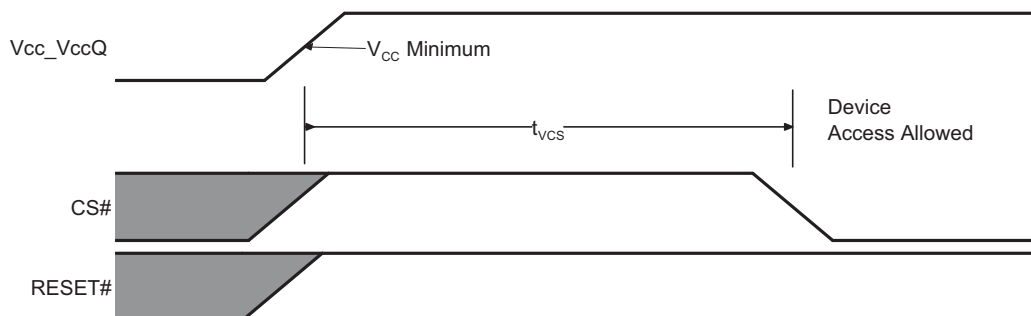 Vcc_VccQ
VCC Minimum
tVCS
Device
Access Allowed
CS#
RESET#